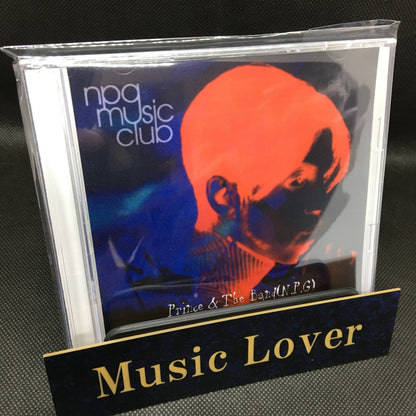 npg
music
club
Prince & The Band(N.P.G)
Music Lover